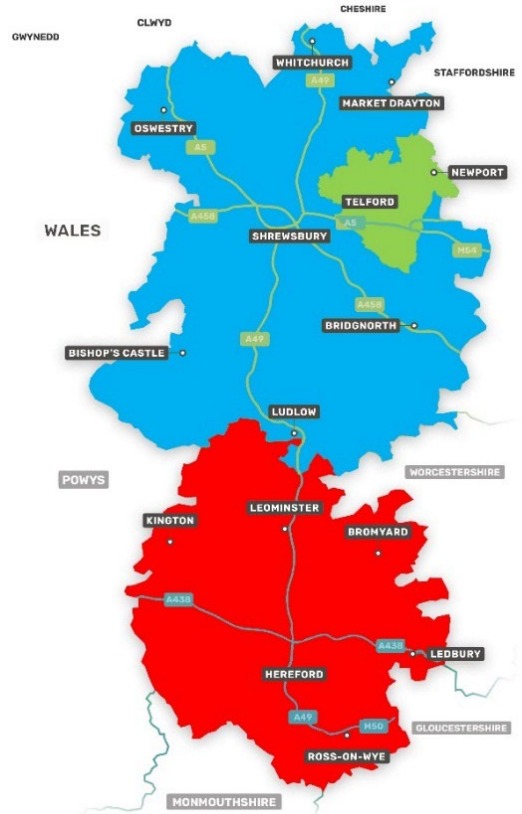 CHESHIRE
CLWYD
GWYNEDD
WHITCHURCH
STAFFORDSHIRE
A49
MARKET DRAYTON
OSWESTRY
A5
NEWPORT
TELFORD
A458
A5
WALES
SHREWSBURY
M54
A458
BRIDGNORTH
A49
BISHOP'S CASTLE
LUDLOW
WORCESTERSHIRE
POWYS
LEOMINSTER
KINGTON
BROMYARD
A438
A438
LEDBURY
HEREFORD
A49
M50
GLOUCESTERSHIRE
ROSS-ON-WYE
MONMOUTHSHIRE